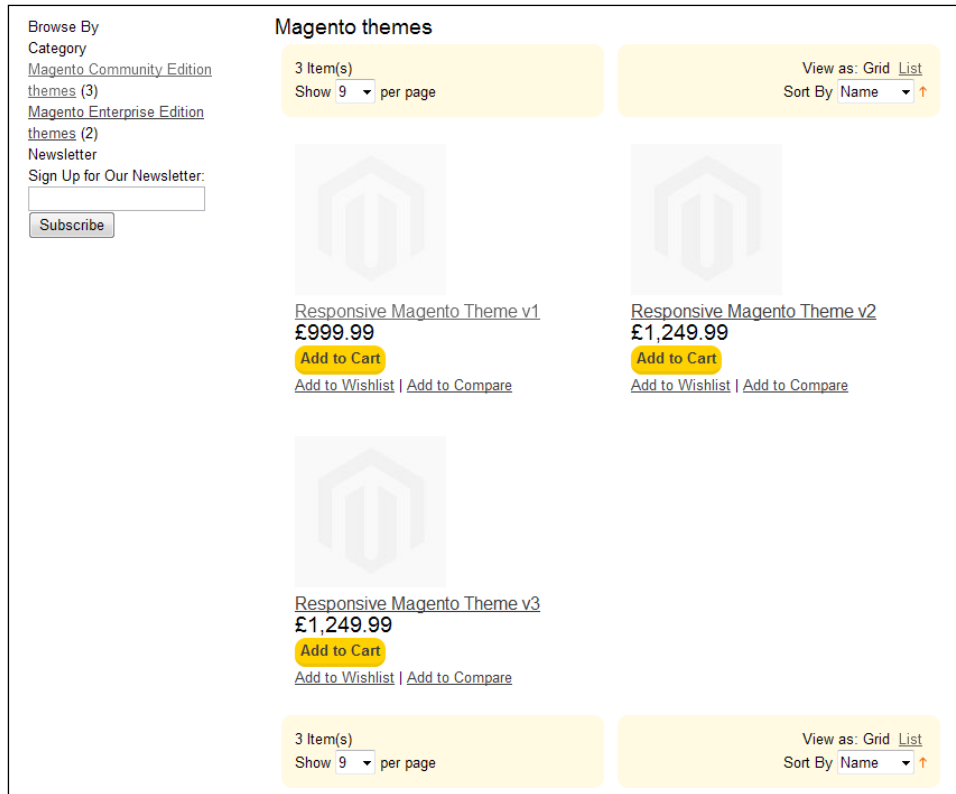 Browse By
Category
Magento Community Edition
themes (3)
Magento Enterprise Edition
themes (2)
Newsletter
Sign Up for Our Newsletter:
Subscribe
Magento themes
3 Item(s)
Show 9 per page
View as: Grid List
Sort By Name ↑
Responsive Magento Theme v1
£999.99
Add to Cart
Add to Wishlist | Add to Compare
Responsive Magento Theme v2
£1,249.99
Add to Cart
Add to Wishlist | Add to Compare
Responsive Magento Theme v3
£1,249.99
Add to Cart
Add to Wishlist | Add to Compare
3 Item(s)
Show 9 per page
View as: Grid List
Sort By Name ↑